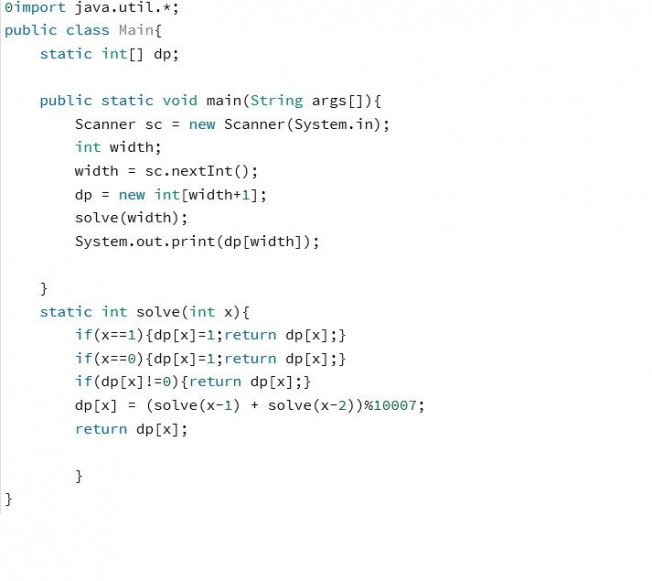 0import java.util.*;
public class Main{
    static int[] dp;
    public static void main(String args[]){
        Scanner sc = new Scanner(System.in);
        int width;
        width = sc.nextInt();
        dp = new int[width+1];
        solve(width);
        System.out.print(dp[width]);
    }
    static int solve(int x){
        if(x==1){dp[x]=1;return dp[x];}
        if(x==0){dp[x]=1;return dp[x];}
        if(dp[x]!=0){return dp[x];}
        dp[x] = (solve(x-1) + solve(x-2))%10007;
        return dp[x];
        }
}